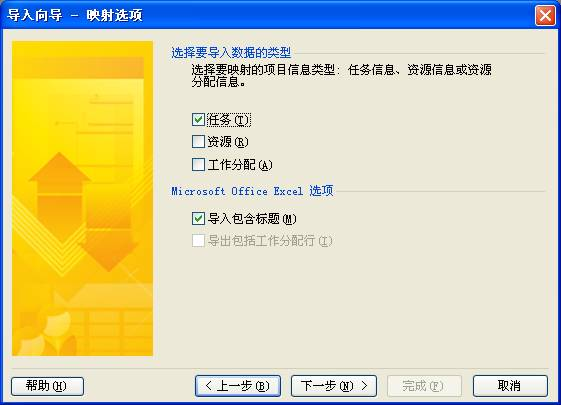 导入向导 - 映射选项
选择要导入数据的类型
选择要映射的项目信息类型: 任务信息、资源信息或资源
分配信息。
任务(T)
资源(R)
工作分配(A)
Microsoft Office Excel 选项
导入包含标题(M)
导出包括工作分配行(I)
帮助(H)
< 上一步(B)
下一步(N) >
完成(F)
取消